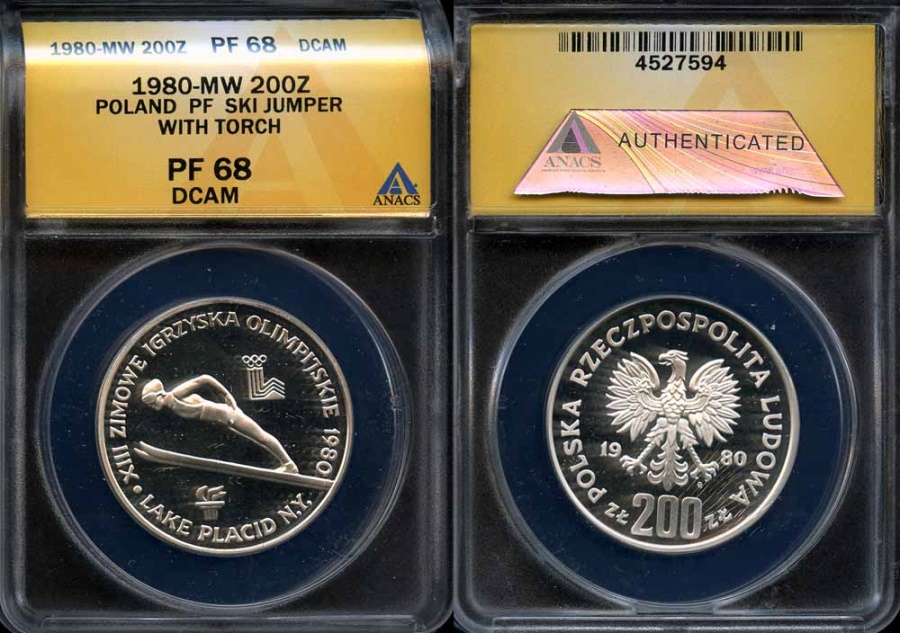 1980-MW 200Z PF 68 DCAM
1980-MW 200Z
POLAND PF SKI JUMPER
WITH TORCH
PF 68
DCAM
ANACS
XIII ZIMOWE IGRZYSKA OLIMPIJSKIE 1980
• LAKE PLACID N.Y.
4527594
ANACS
AUTHENTICATED
POLSKA RZECZPOSPOLITA LUDOWA
19 80
ZŁ 200 ZŁ